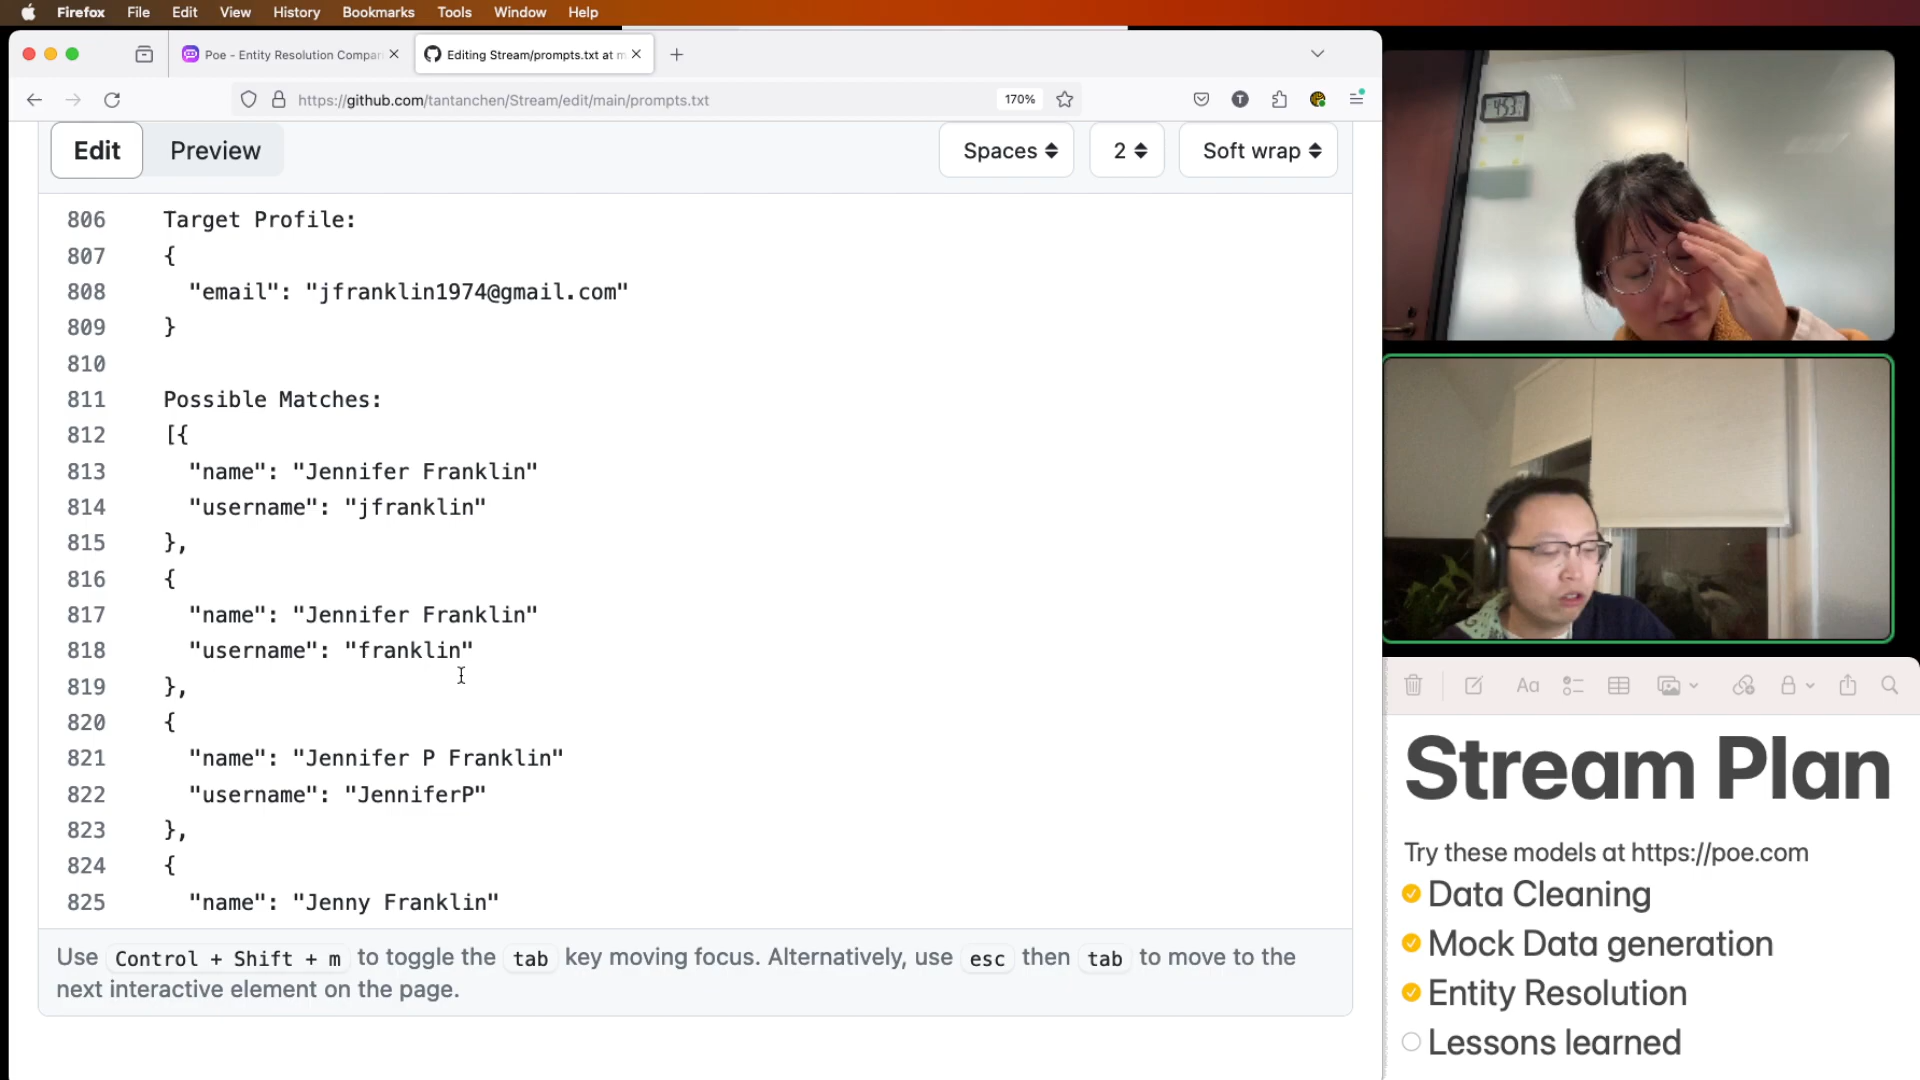 Firefox File Edit View History Bookmarks Tools Window Help
Poe - Entity Resolution Compar
Editing Stream/prompts.txt at m
https://github.com/tantanchen/Stream/edit/main/prompts.txt
170%
T
Edit
Preview
Spaces
2
Soft wrap
806 Target Profile:
807 {
808 "email": "jfranklin1974@gmail.com"
809 }
810
811 Possible Matches:
812 [{
813 "name": "Jennifer Franklin"
814 "username": "jfranklin"
815 },
816 {
817 "name": "Jennifer Franklin"
818 "username": "franklin"
819 },
820 {
821 "name": "Jennifer P Franklin"
822 "username": "JenniferP"
823 },
824 {
825 "name": "Jenny Franklin"
Use Control + Shift + m to toggle the tab key moving focus. Alternatively, use esc then tab to move to the
next interactive element on the page.
4:53
Aa
Stream Plan
Try these models at https://poe.com
Data Cleaning
Mock Data generation
Entity Resolution
Lessons learned